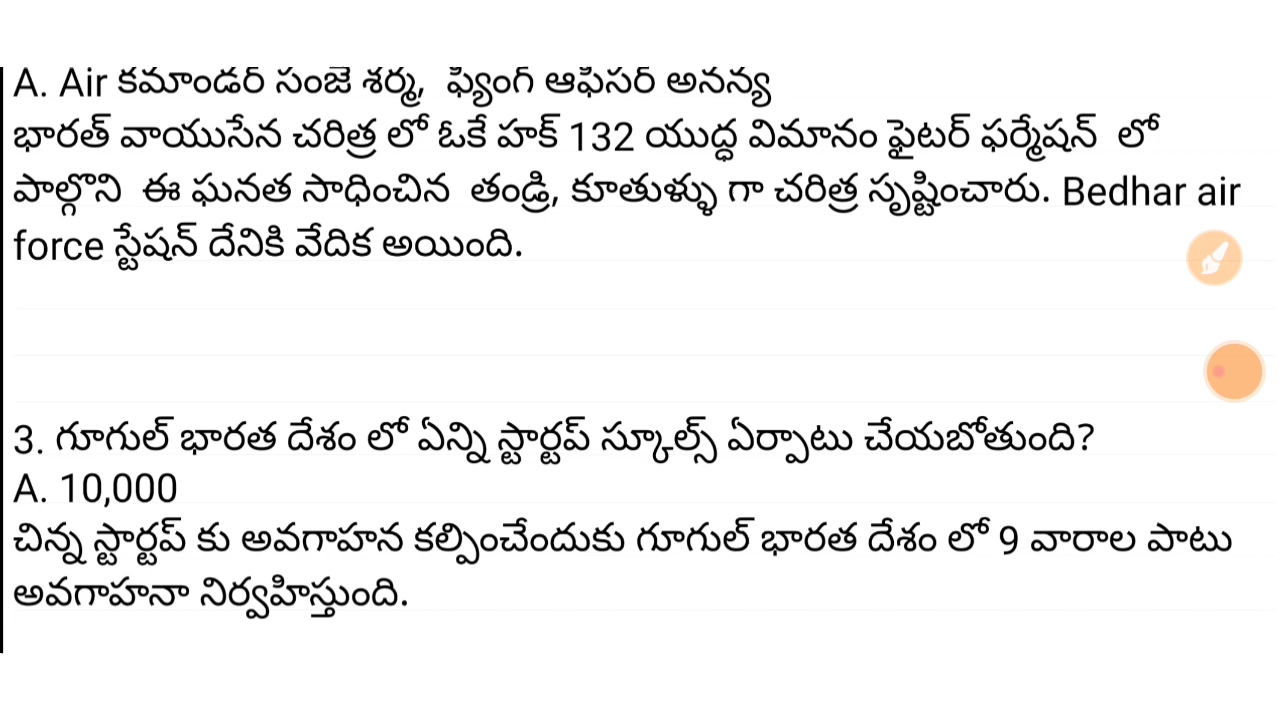 A. Air కమాండర్ సంజె శర్మ, ఫ్యింగ్ ఆఫీసర్ అనన్య
భారత్ వాయుసేన చరిత్ర లో ఓకే హక్ 132 యుద్ధ విమానం ఫైటర్ ఫర్మేషన్ లో
పాల్గొని ఈ ఘనత సాధించిన తండ్రి, కూతుళ్ళు గా చరిత్ర సృష్టించారు. Bedhar air
force స్టేషన్ దేనికి వేదిక అయింది.
3. గూగుల్ భారత దేశం లో ఏన్ని స్టార్టప్ స్కూల్స్ ఏర్పాటు చేయబోతుంది?
A. 10,000
చిన్న స్టార్టప్ కు అవగాహన కల్పించేందుకు గూగుల్ భారత దేశం లో 9 వారాల పాటు
అవగాహనా నిర్వహిస్తుంది.